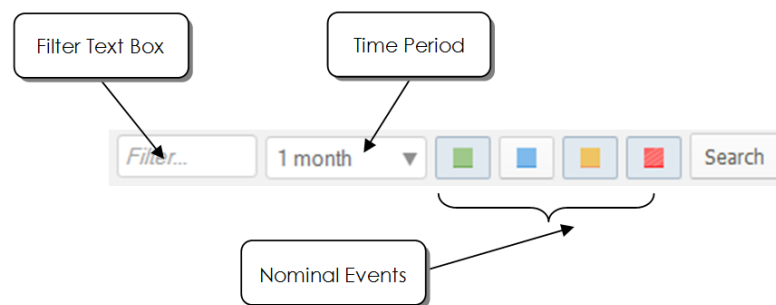 Filter Text Box
Time Period
Filter...
1 month
Search
Nominal Events